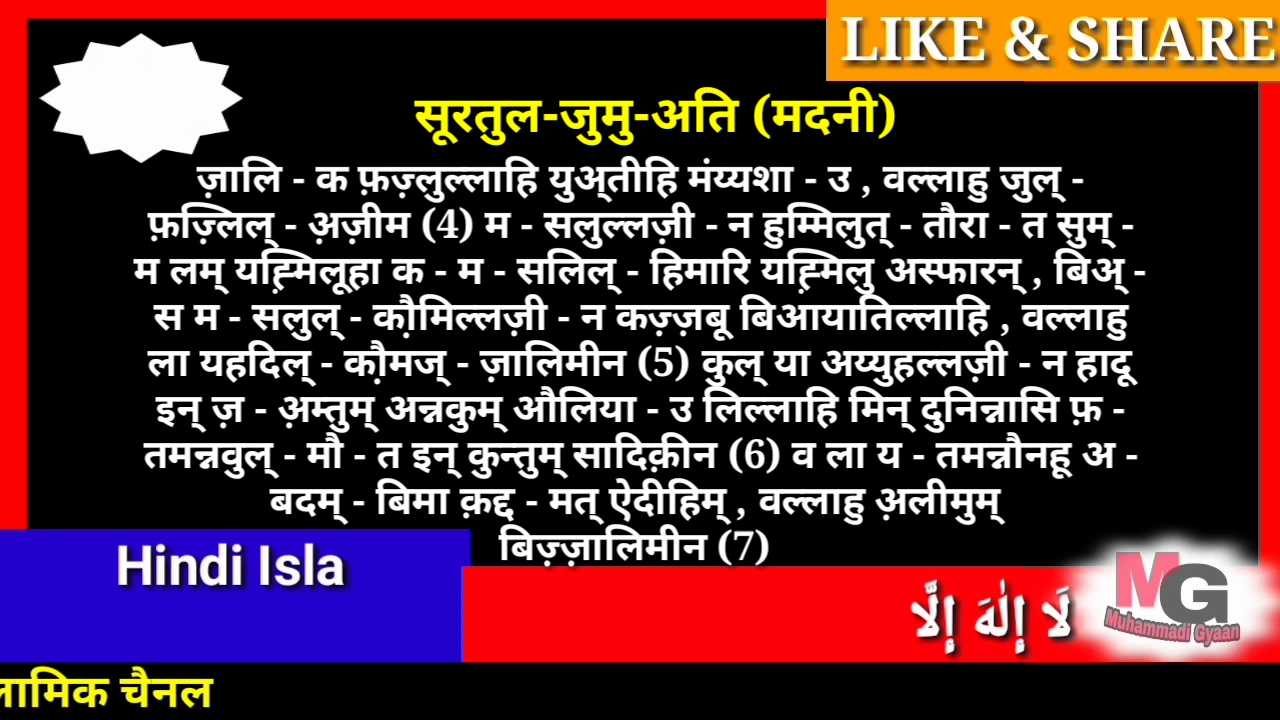 LIKE & SHARE
सूरतुल-जुमु-अति (मदनी)
ज़ालि - क फ़ज़्लुल्लाहि युअ्तीहि मंय्यशा - उ , वल्लाहु जुल् -
फ़ज़्लिल् - अ़ज़ीम (4) म - सलुल्लज़ी - न हुम्मिलुत् - तौरा - त सुम् -
म लम् यह़्मिलूहा क - म - सलिल् - हिमारि यह़्मिलु अस्फारन् , बिअ् -
स म - सलुल् - क़ौमिल्लज़ी - न कज़्ज़बू बिआयातिल्लाहि , वल्लाहु
ला यहदिल् - क़ौमज् - ज़ालिमीन (5) कुल् या अय्युहल्लज़ी - न हादू
इन् ज़ - अ़म्तुम् अन्नकुम् औलिया - उ लिल्लाहि मिन् दुनिन्नासि फ़ -
तमन्नवुल् - मौ - त इन् कुन्तुम् सादिक़ीन (6) व ला य - तमन्नौनहू अ -
बदम् - बिमा क़द्द - मत् ऐदीहिम् , वल्लाहु अ़लीमुम्
बिज़्ज़ालिमीन (7)
Hindi Isla
لَا إِلٰهَ إِلَّا
MG
Muhammadi Gyaan
लामिक चैनल